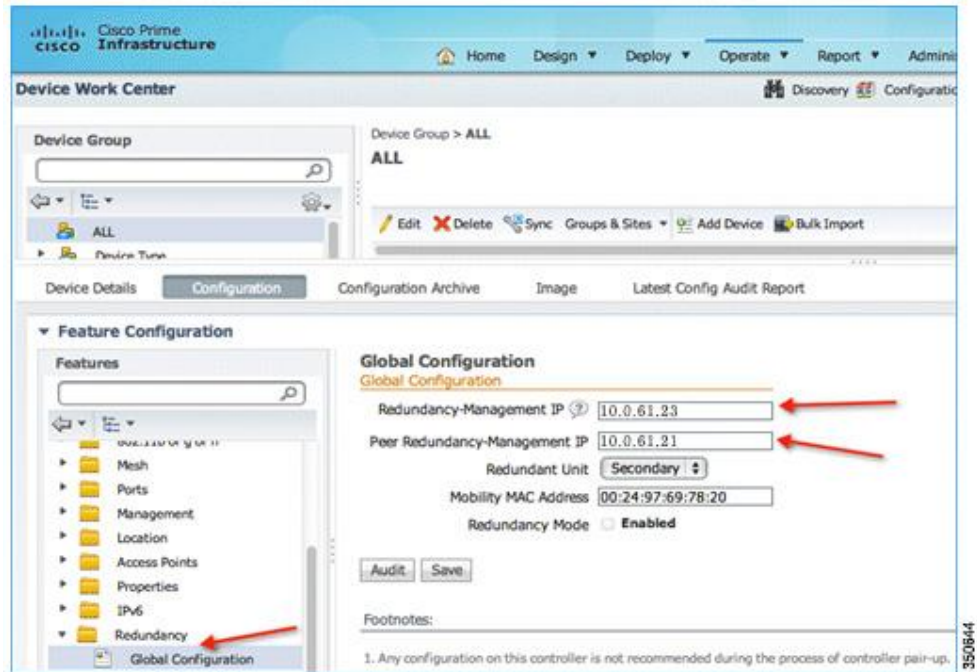 Cisco Prime
CISCO Infrastructure
Home Design Deploy Operate Report Adminis
Device Work Center
Discovery Configuratic
Device Group
Device Group > ALL
ALL
Edit Delete Sync Groups & Sites Add Device Bulk Import
ALL
Device Type
Device Details Configuration Configuration Archive Image Latest Config Audit Report
Feature Configuration
Features
Global Configuration
Global Configuration
Redundancy-Management IP ? 10.0.61.23
Peer Redundancy-Management IP 10.0.61.21
Redundant Unit Secondary
Mobility MAC Address 00:24:97:69:78:20
Redundancy Mode Enabled
Mesh
Ports
Management
Location
Access Points
Properties
IPv6
Redundancy
Global Configuration
Audit Save
Footnotes:
1. Any configuration on this controller is not recommended during the process of controller pair-up.